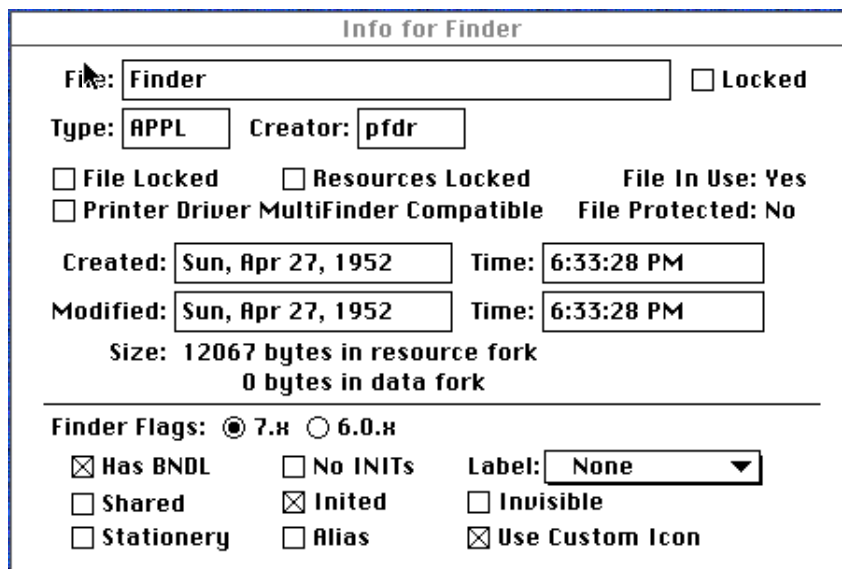 Info for Finder
File: Finder Locked
Type: APPL Creator: pfdr
File Locked Resources Locked File In Use: Yes
Printer Driver MultiFinder Compatible File Protected: No
Created: Sun, Apr 27, 1952 Time: 6:33:28 PM
Modified: Sun, Apr 27, 1952 Time: 6:33:28 PM
Size: 12067 bytes in resource fork
0 bytes in data fork
Finder Flags: 7.x 6.0.x
Has BNDL No INITs Label: None
Shared Inited Invisible
Stationery Alias Use Custom Icon